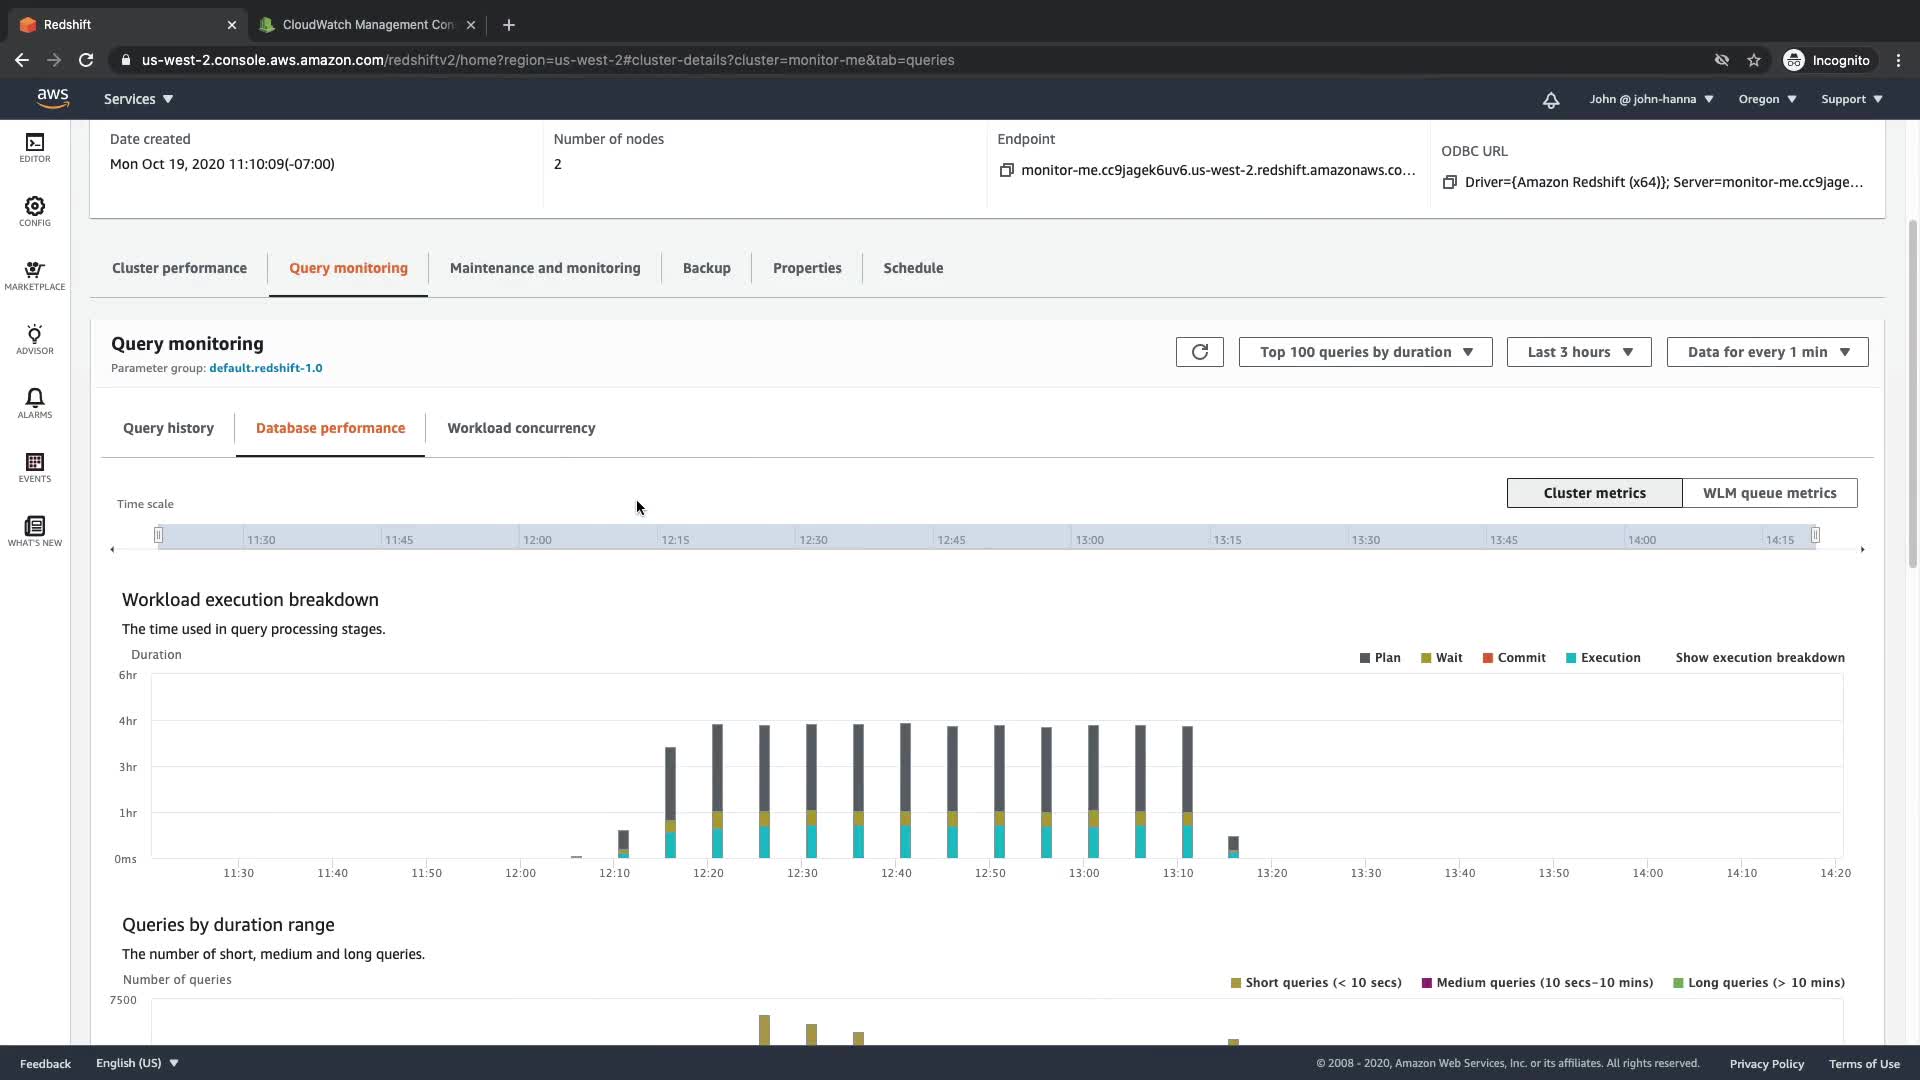 Redshift
CloudWatch Management Con
us-west-2.console.aws.amazon.com/redshiftv2/home?region=us-west-2#cluster-details?cluster=monitor-me&tab=queries
Incognito
aws
Services
John @ john-hanna
Oregon
Support
EDITOR
CONFIG
MARKETPLACE
ADVISOR
ALARMS
EVENTS
WHAT'S NEW
Date created
Mon Oct 19, 2020 11:10:09(-07:00)
Number of nodes
2
Endpoint
monitor-me.cc9jagek6uv6.us-west-2.redshift.amazonaws.co...
ODBC URL
Driver={Amazon Redshift (x64)}; Server=monitor-me.cc9jage...
Cluster performance
Query monitoring
Maintenance and monitoring
Backup
Properties
Schedule
Query monitoring
Parameter group: default.redshift-1.0
Top 100 queries by duration
Last 3 hours
Data for every 1 min
Query history
Database performance
Workload concurrency
Cluster metrics
WLM queue metrics
Time scale
11:30 11:45 12:00 12:15 12:30 12:45 13:00 13:15 13:30 13:45 14:00 14:15
Workload execution breakdown
The time used in query processing stages.
Duration
Plan Wait Commit Execution Show execution breakdown
6hr
4hr
3hr
1hr
0ms
11:30 11:40 11:50 12:00 12:10 12:20 12:30 12:40 12:50 13:00 13:10 13:20 13:30 13:40 13:50 14:00 14:10 14:20
Queries by duration range
The number of short, medium and long queries.
Number of queries
Short queries (< 10 secs) Medium queries (10 secs-10 mins) Long queries (> 10 mins)
7500
Feedback
English (US)
© 2008 - 2020, Amazon Web Services, Inc. or its affiliates. All rights reserved.
Privacy Policy
Terms of Use